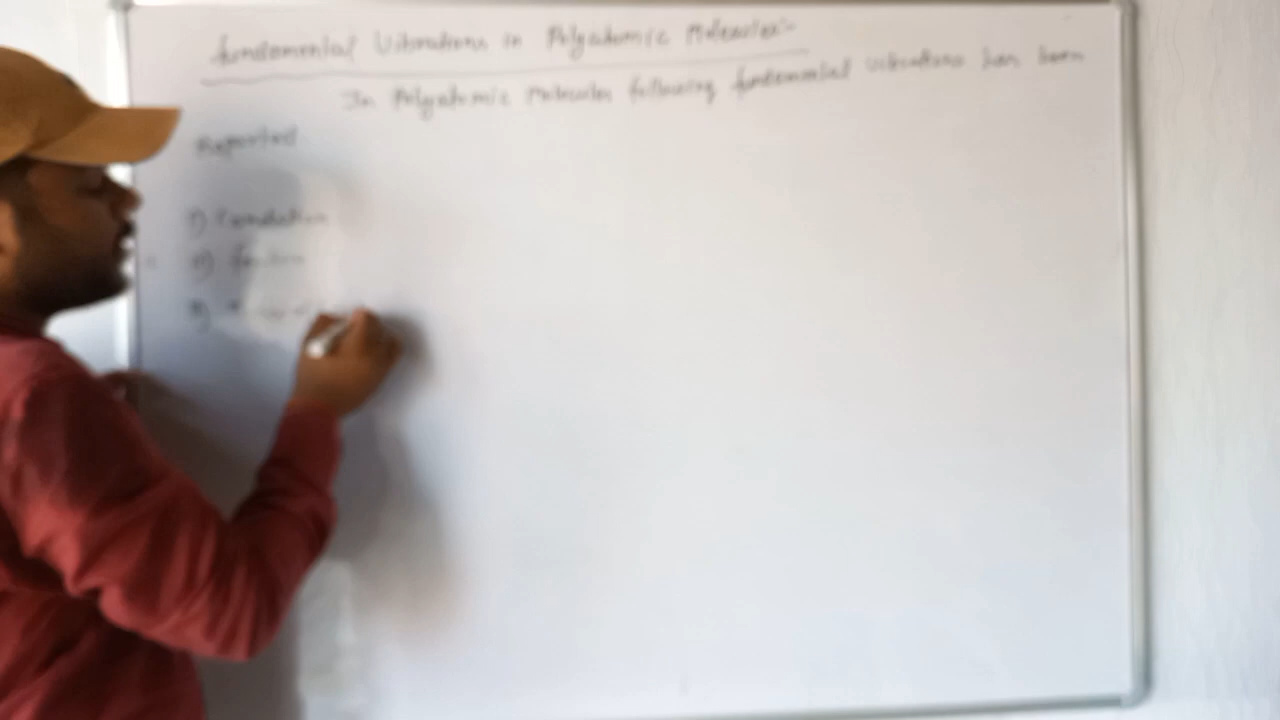 Fundamental Vibrations in Polyatomic Molecules:-
In Polyatomic Molecules following fundamental vibrations has been
Reported